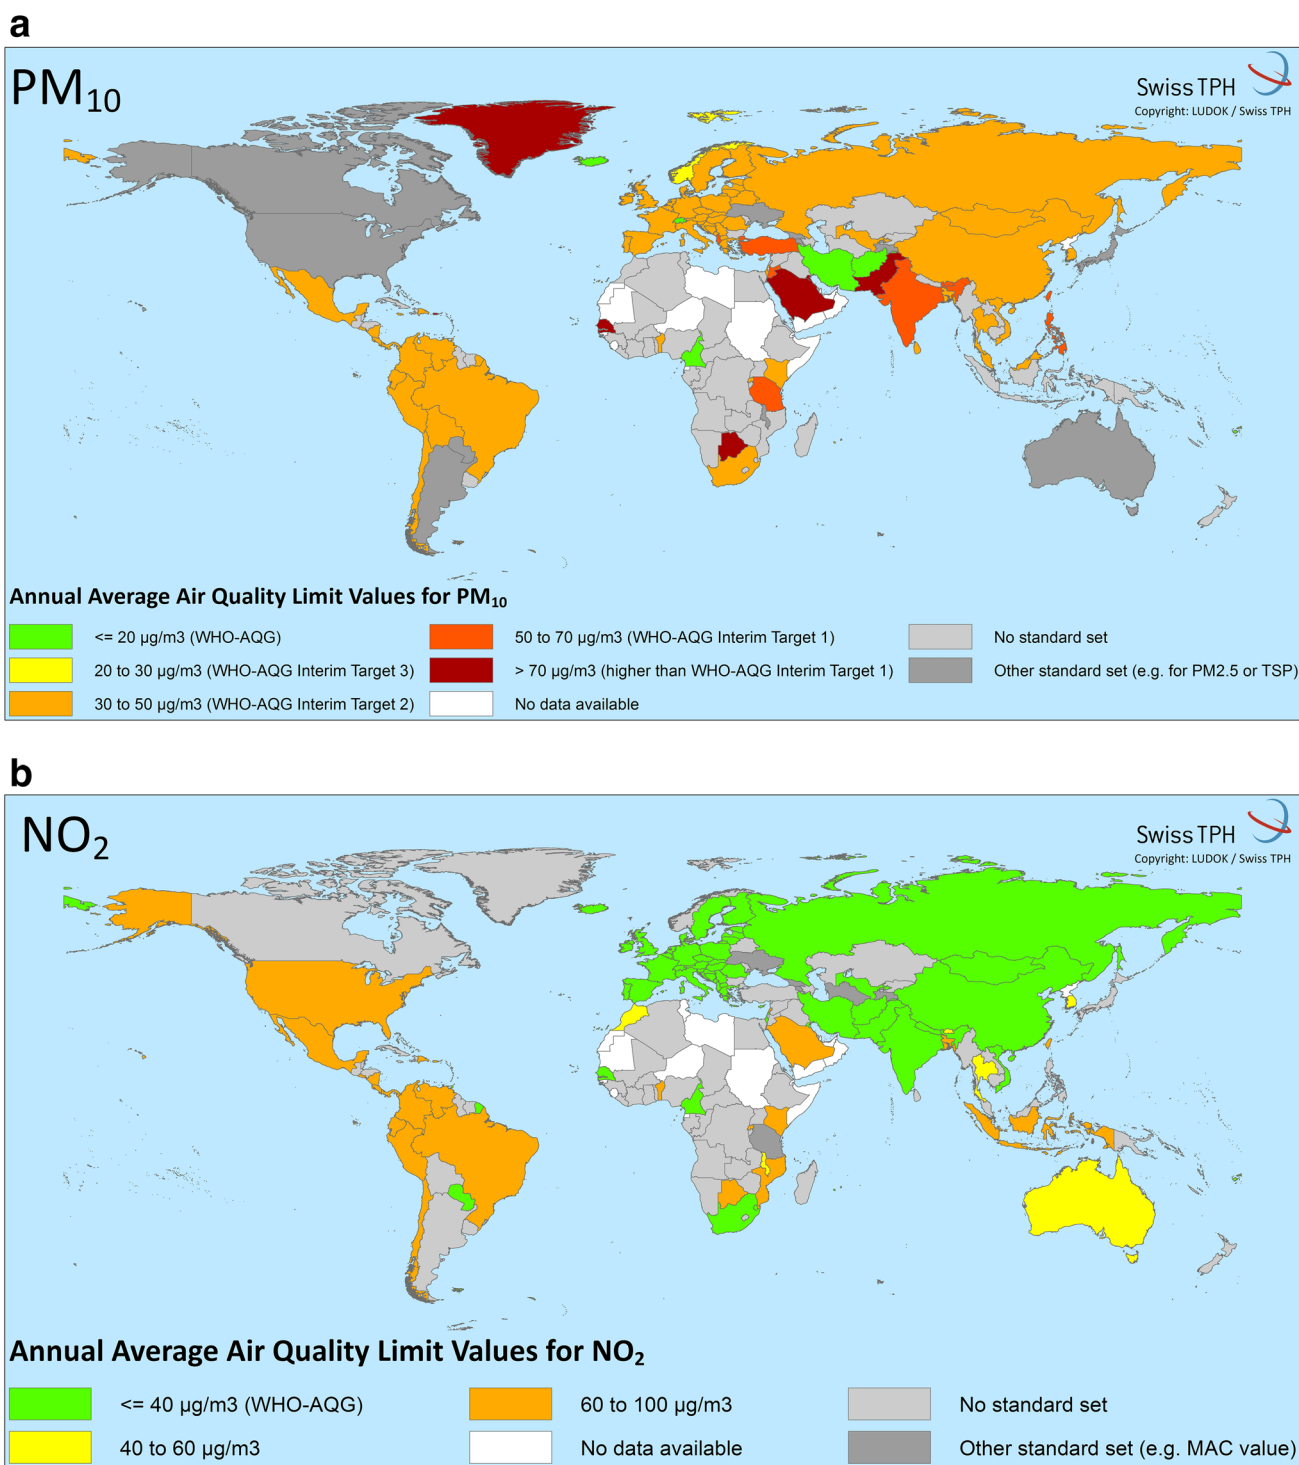 a
PM10
Swiss TPH
Copyright: LUDOK / Swiss TPH
Annual Average Air Quality Limit Values for PM10
<= 20 µg/m3 (WHO-AQG)
50 to 70 µg/m3 (WHO-AQG Interim Target 1)
No standard set
20 to 30 µg/m3 (WHO-AQG Interim Target 3)
> 70 µg/m3 (higher than WHO-AQG Interim Target 1)
Other standard set (e.g. for PM2.5 or TSP)
30 to 50 µg/m3 (WHO-AQG Interim Target 2)
No data available
b
NO2
Swiss TPH
Copyright: LUDOK / Swiss TPH
Annual Average Air Quality Limit Values for NO2
<= 40 µg/m3 (WHO-AQG)
60 to 100 µg/m3
No standard set
40 to 60 µg/m3
No data available
Other standard set (e.g. MAC value)